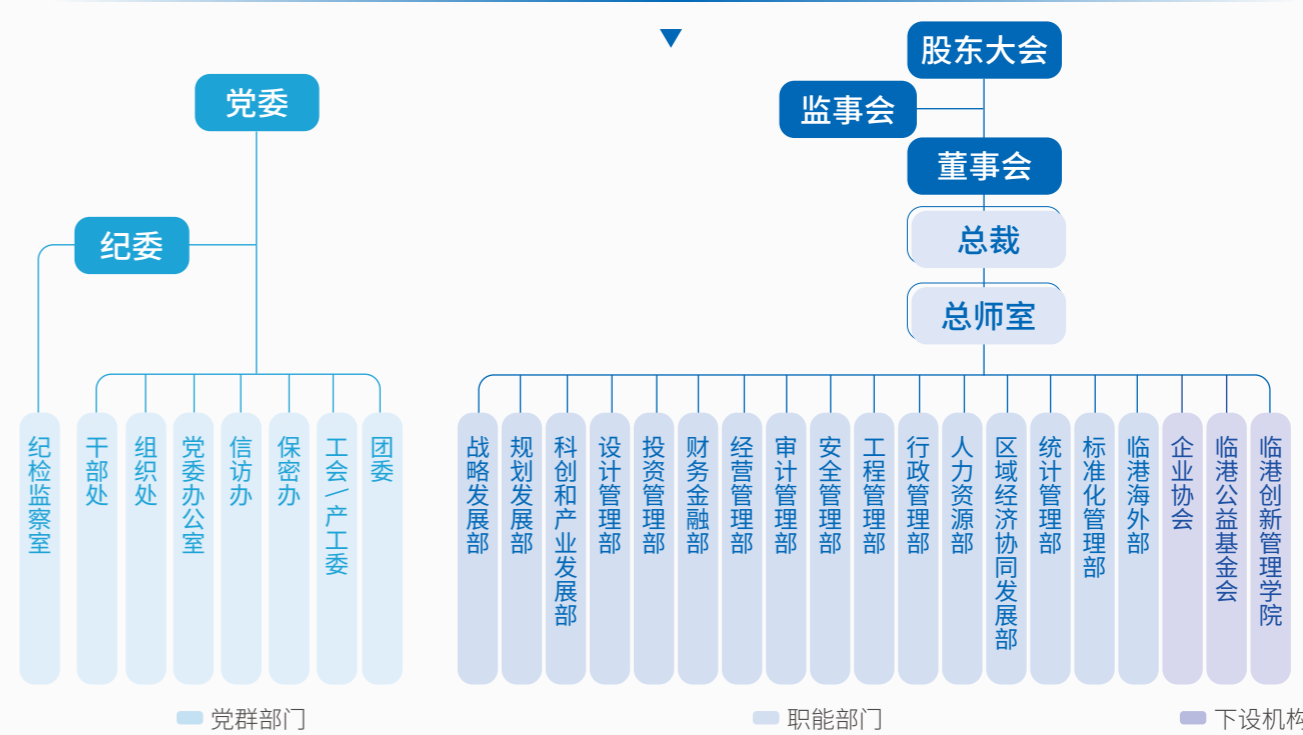 党委
纪委
纪检监察室
干部处
组织处
党委办公室
信访办
保密办
工会/产工委
团委
党群部门
股东大会
监事会
董事会
总裁
总师室
战略发展部
规划发展部
科创和产业发展部
设计管理部
投资管理部
财务金融部
经营管理部
审计管理部
安全管理部
工程管理部
行政管理部
人力资源部
区域经济协同发展部
统计管理部
标准化管理部
临港海外部
企业协会
临港公益基金会
临港创新管理学院
职能部门
下设机构